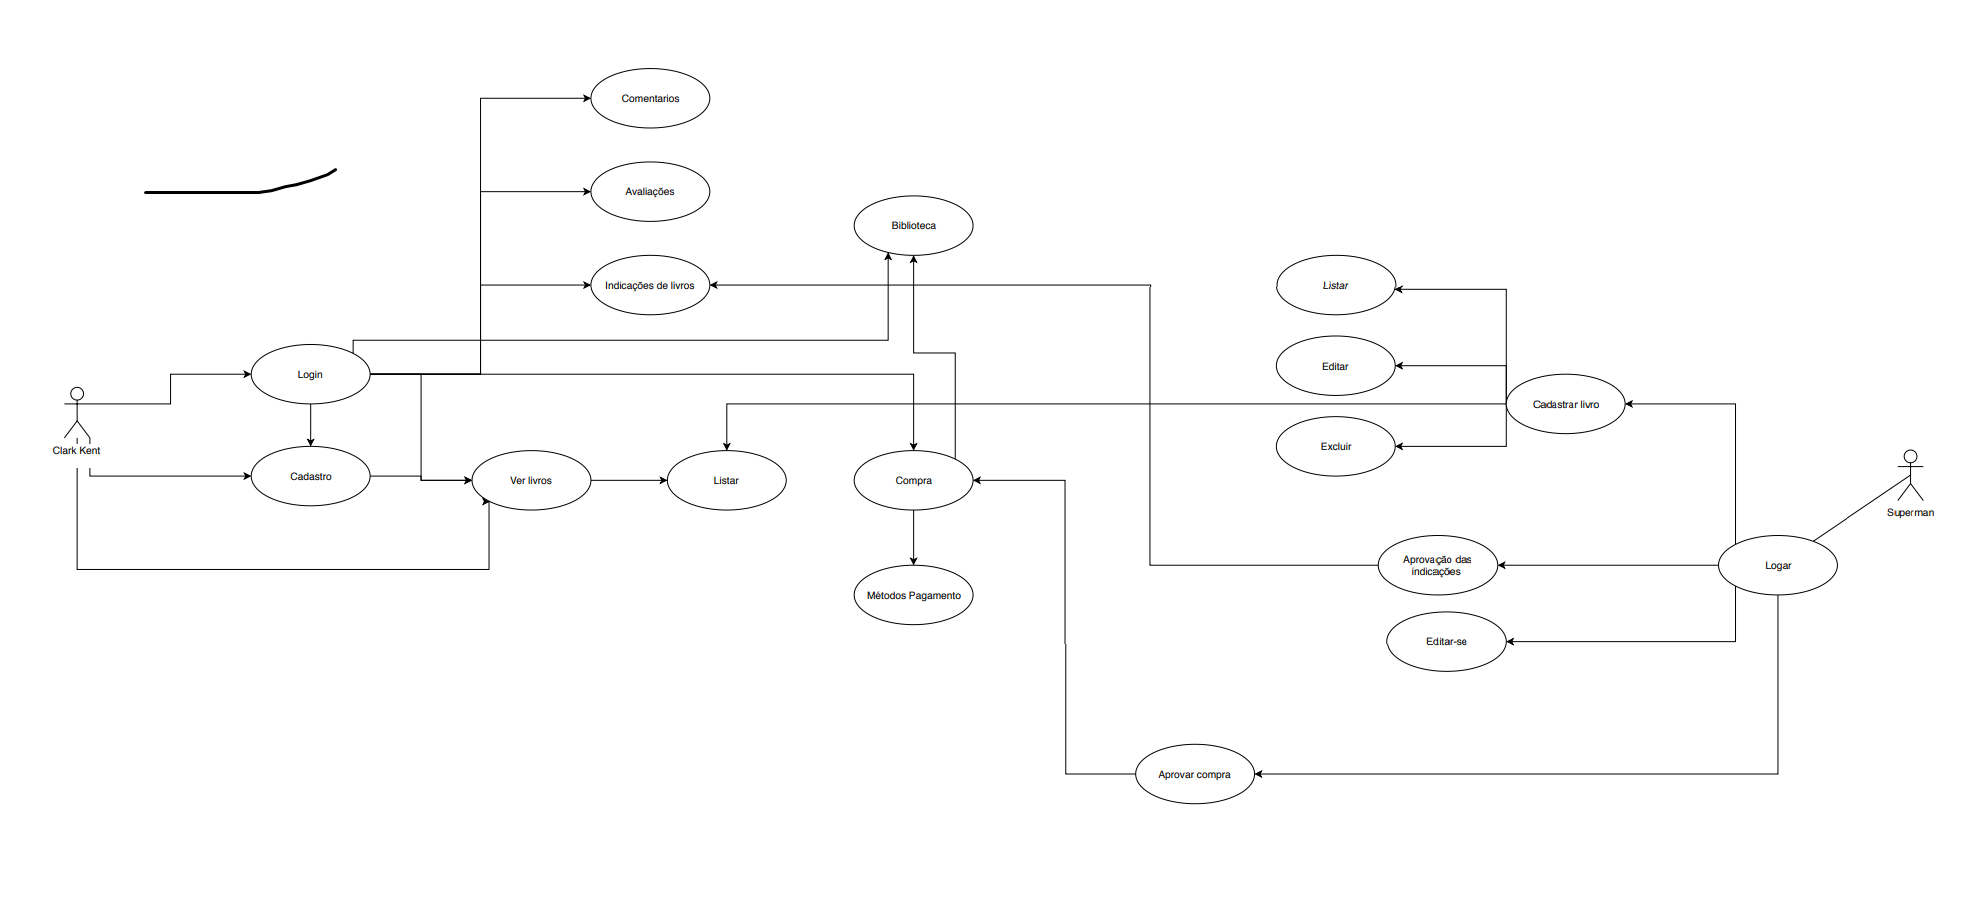 Comentarios
Avaliações
Biblioteca
Indicações de livros
Listar
Editar
Login
Cadastrar livro
Excluir
Clark Kent
Cadastro
Ver livros
Listar
Compra
Superman
Aprovação das
indicações
Logar
Métodos Pagamento
Editar-se
Aprovar compra